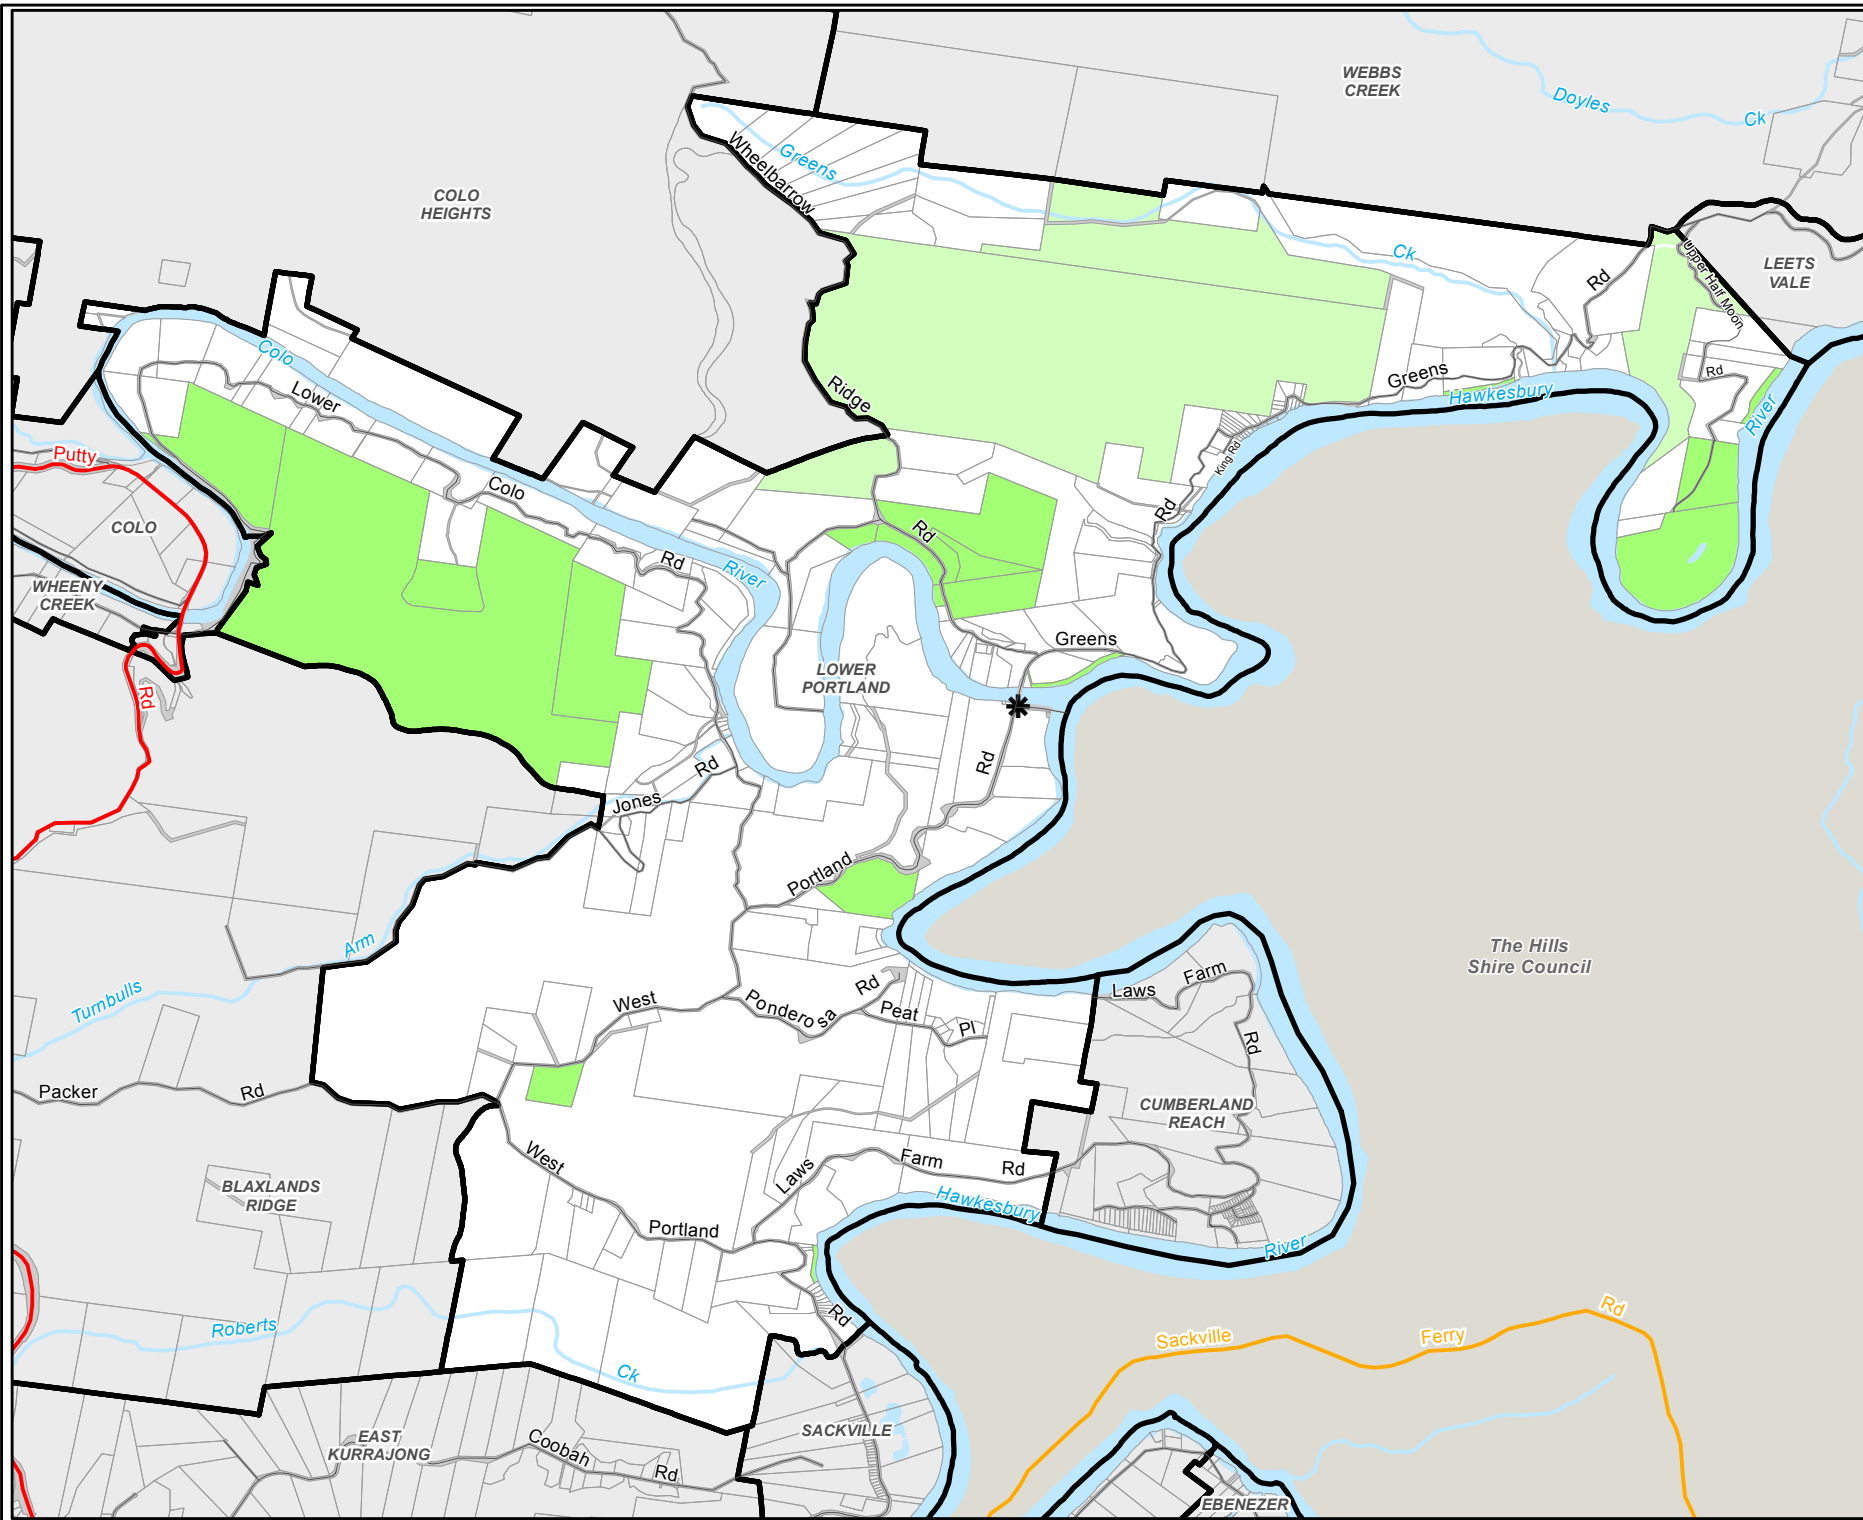 WEBBS
CREEK
Doyles
Ck
Wheelbarrow
Greens
COLO
HEIGHTS
Ck
Rd
Upper Half Moon
LEETS
VALE
Colo
Lower
Ridge
Greens
Hawkesbury
Rd
River
Putty
King Rd
Colo
Rd
Rd
COLO
Rd
River
WHEENY
CREEK
Greens
LOWER
PORTLAND
Rd
Rd
Rd
Jones
Portland
Arm
The Hills
Shire Council
Turnbulls
West
Ponderosa
Rd
Peat
Pl
Laws
Farm
Rd
Packer
Rd
CUMBERLAND
REACH
West
Laws
Farm
Rd
BLAXLANDS
RIDGE
Hawkesbury
Portland
River
Roberts
Rd
Sackville
Ferry
Rd
Ck
EAST
KURRAJONG
Coobah
Rd
SACKVILLE
EBENEZER